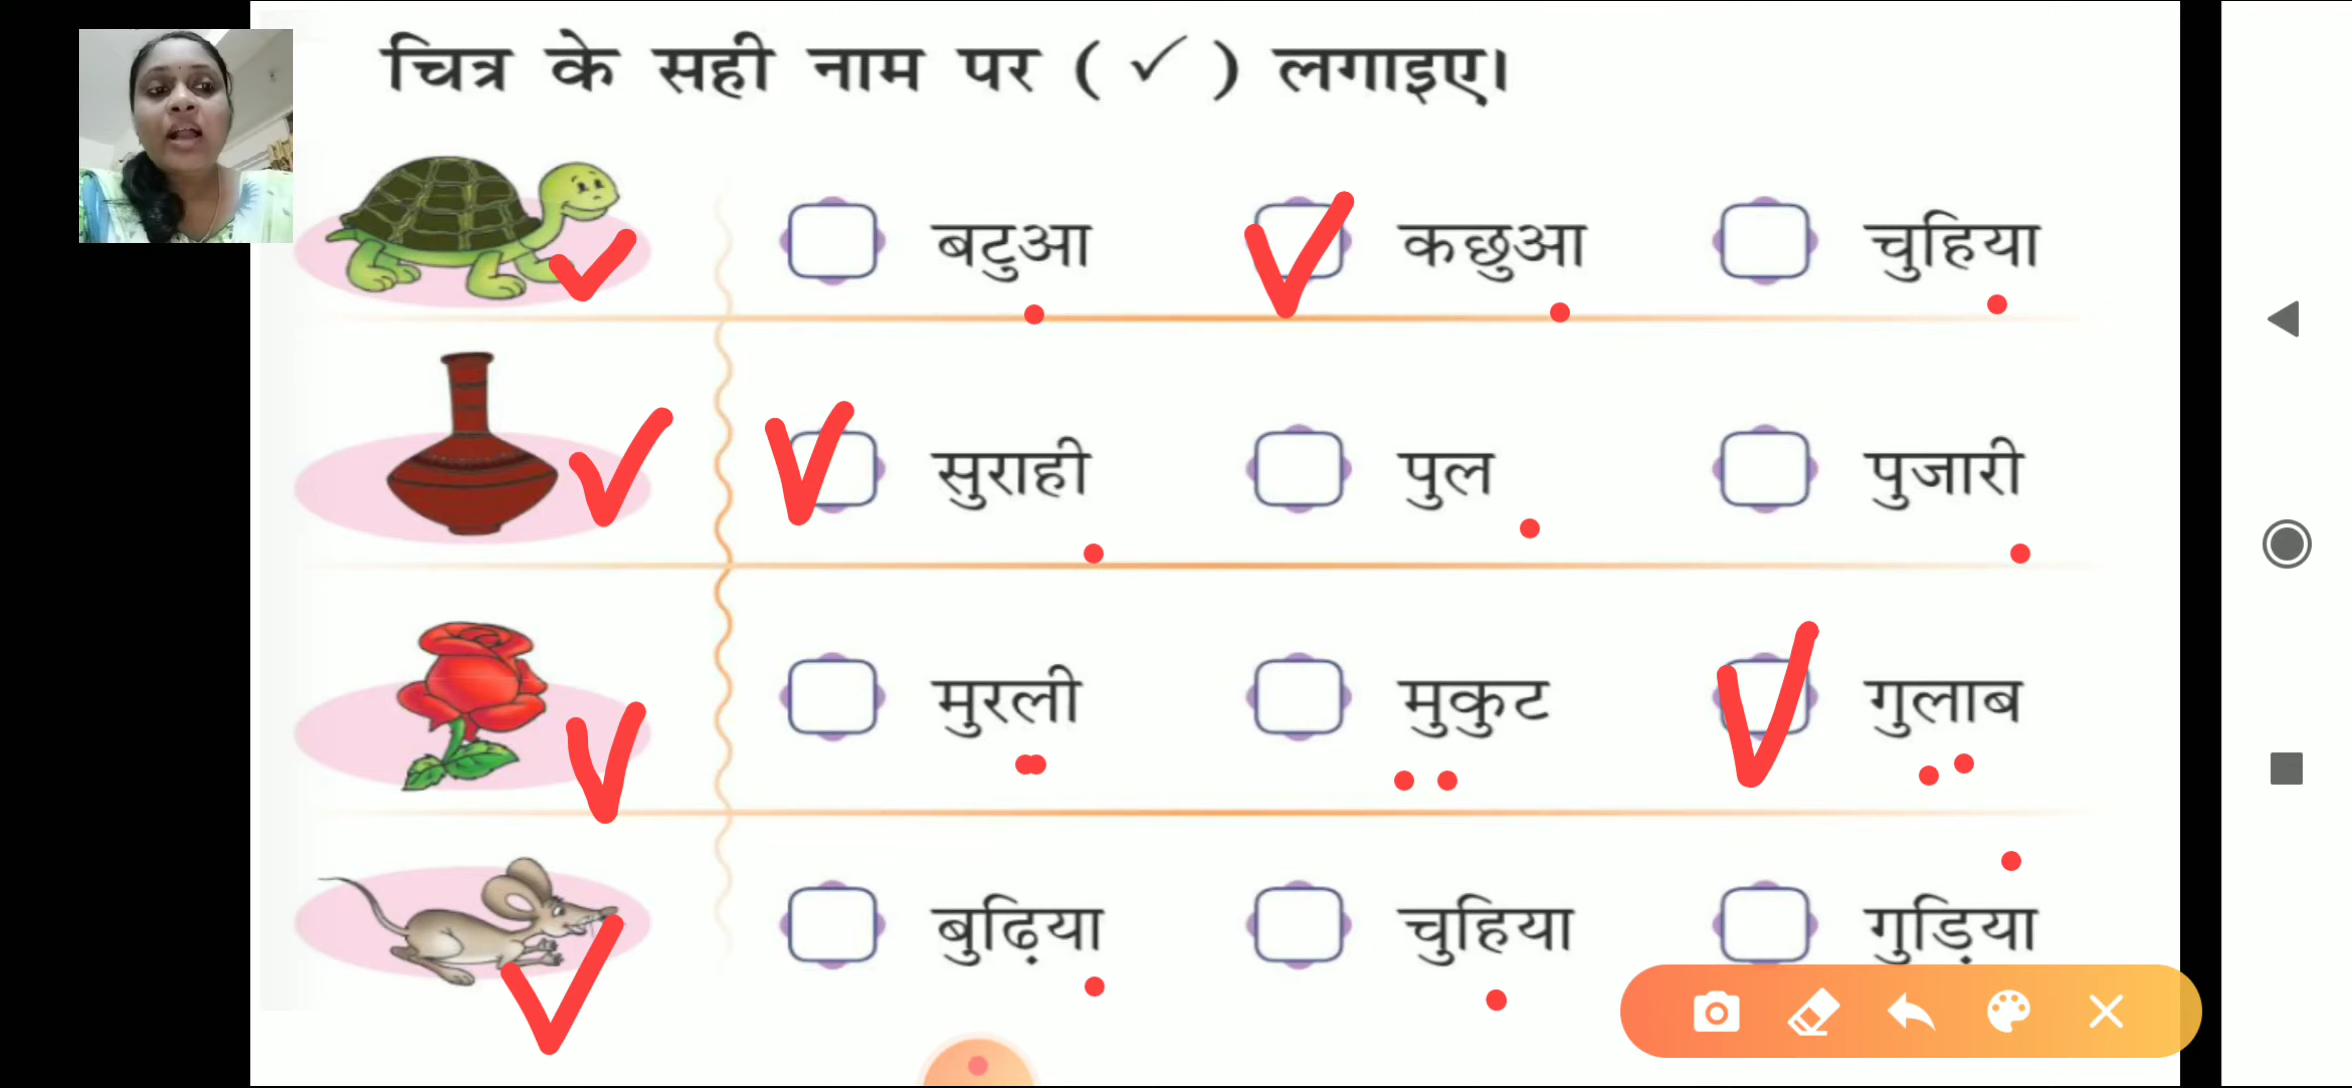 चित्र के सही नाम पर ( ✓ ) लगाइए।
बटुआ कछुआ चुहिया
सुराही पुल पुजारी
मुरली मुकुट गुलाब
बुढ़िया चुहिया गुड़िया